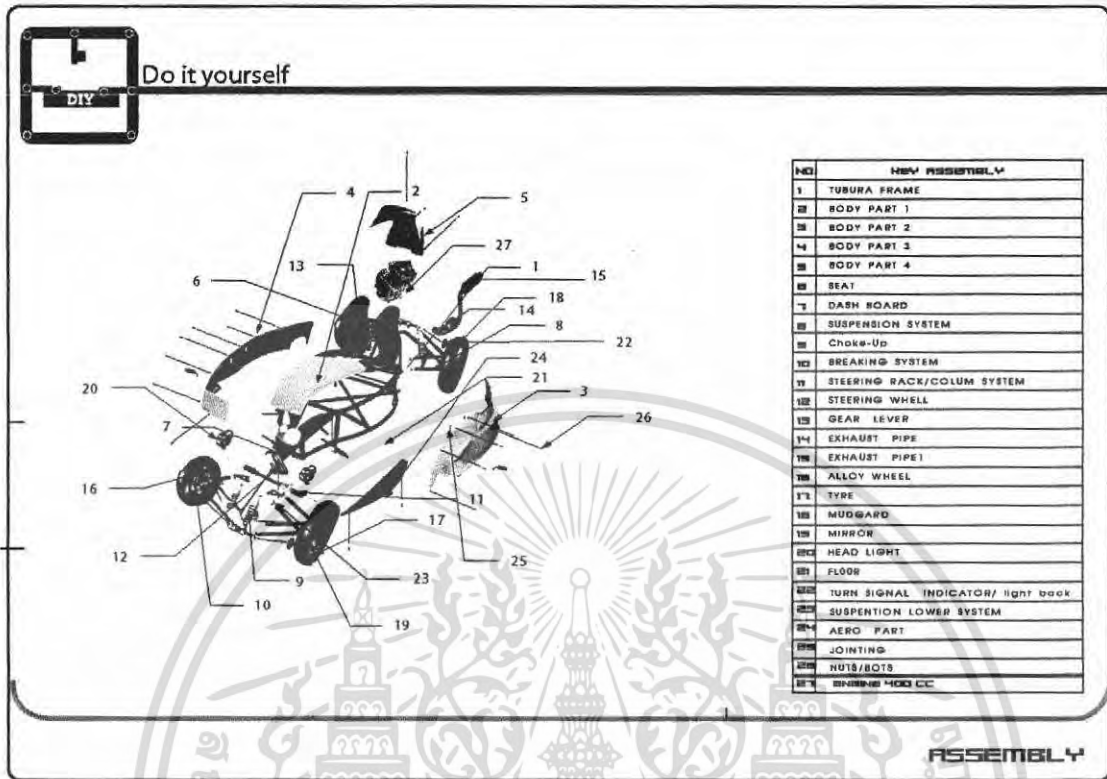 Do it yourself
DIY
4
2
5
27
13
1
6
15
18
14
8
22
24
21
3
20
26
7
16
11
17
12
25
9
23
10
19
NO KEY ASSEMBLY
1 TUBURA FRAME
2 BODY PART 1
3 BODY PART 2
4 BODY PART 3
5 BODY PART 4
6 SEAT
7 DASH BOARD
8 SUSPENSION SYSTEM
9 Choke-Up
10 BREAKING SYSTEM
11 STEERING RACK/COLUM SYSTEM
12 STEERING WHELL
13 GEAR LEVER
14 EXHAUST PIPE
15 EXHAUST PIPE1
16 ALLOY WHEEL
17 TYRE
18 MUDGARD
19 MIRROR
20 HEAD LIGHT
21 FLOOR
22 TURN SIGNAL INDICATOR/ light back
23 SUSPENTION LOWER SYSTEM
24 AERO PART
25 JOINTING
26 NUTS/BOTS
27 ENGINE 400 CC
ASSEMBLY